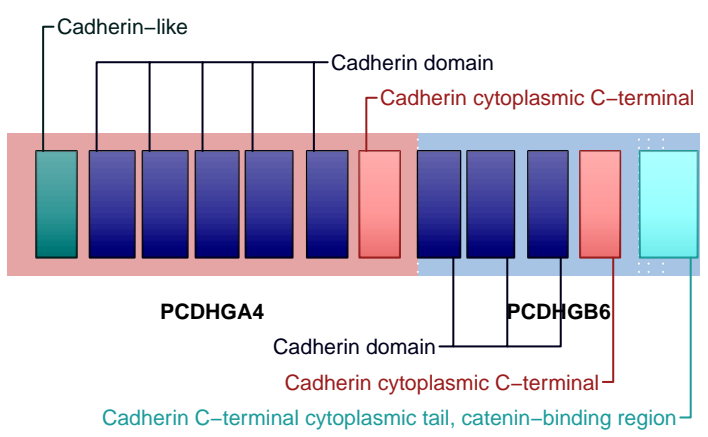 Cadherin−like
Cadherin domain
Cadherin cytoplasmic C−terminal
PCDHGA4
PCDHGB6
Cadherin domain
Cadherin cytoplasmic C−terminal
Cadherin C−terminal cytoplasmic tail, catenin−binding region